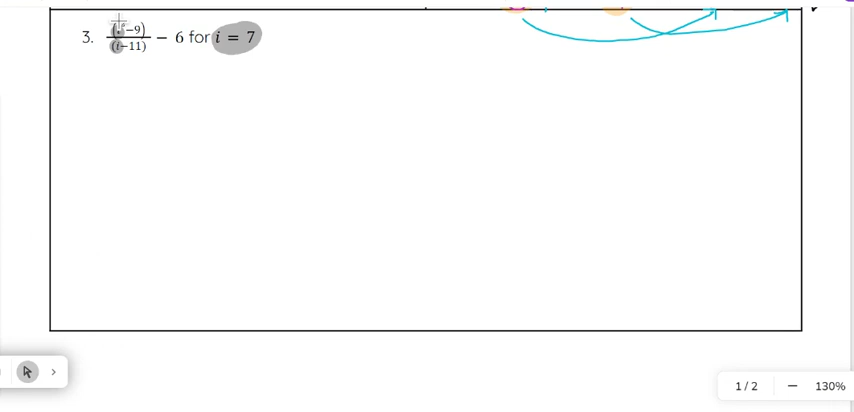 3. (i²−9)/(i−11) − 6 for i = 7
1 / 2 − 130%